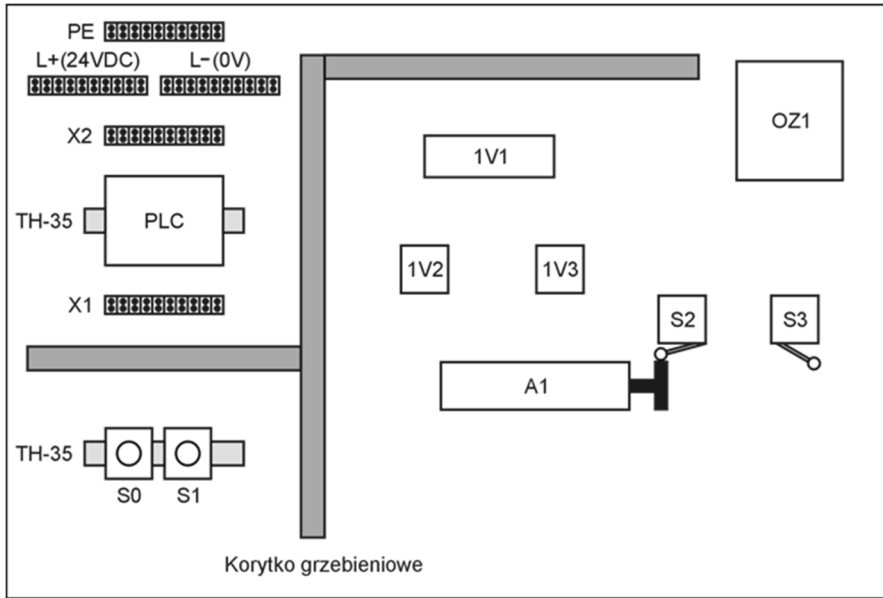 PE
L+(24VDC) L−(0V)
X2
TH-35 PLC
X1
TH-35
S0 S1
Korytko grzebieniowe
1V1
OZ1
1V2 1V3
S2 S3
A1